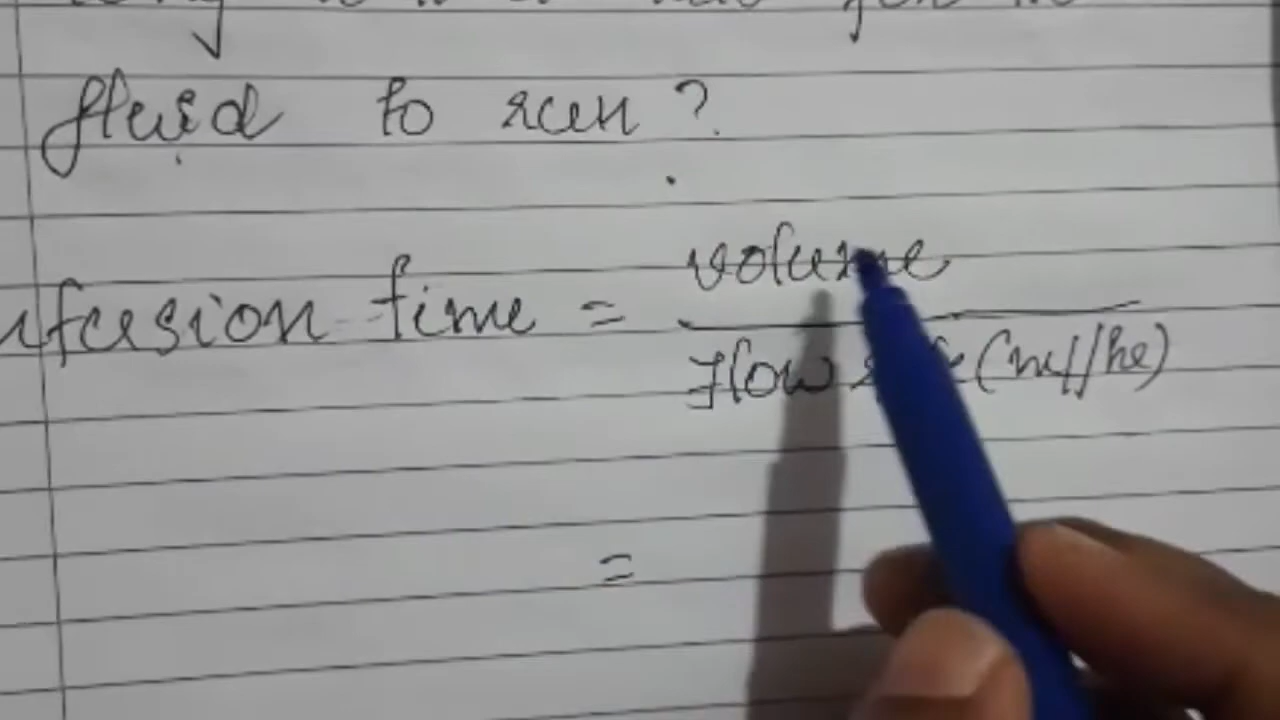 fluid to run?
volume
infusion time =
Flow rate (ml/hr)
=